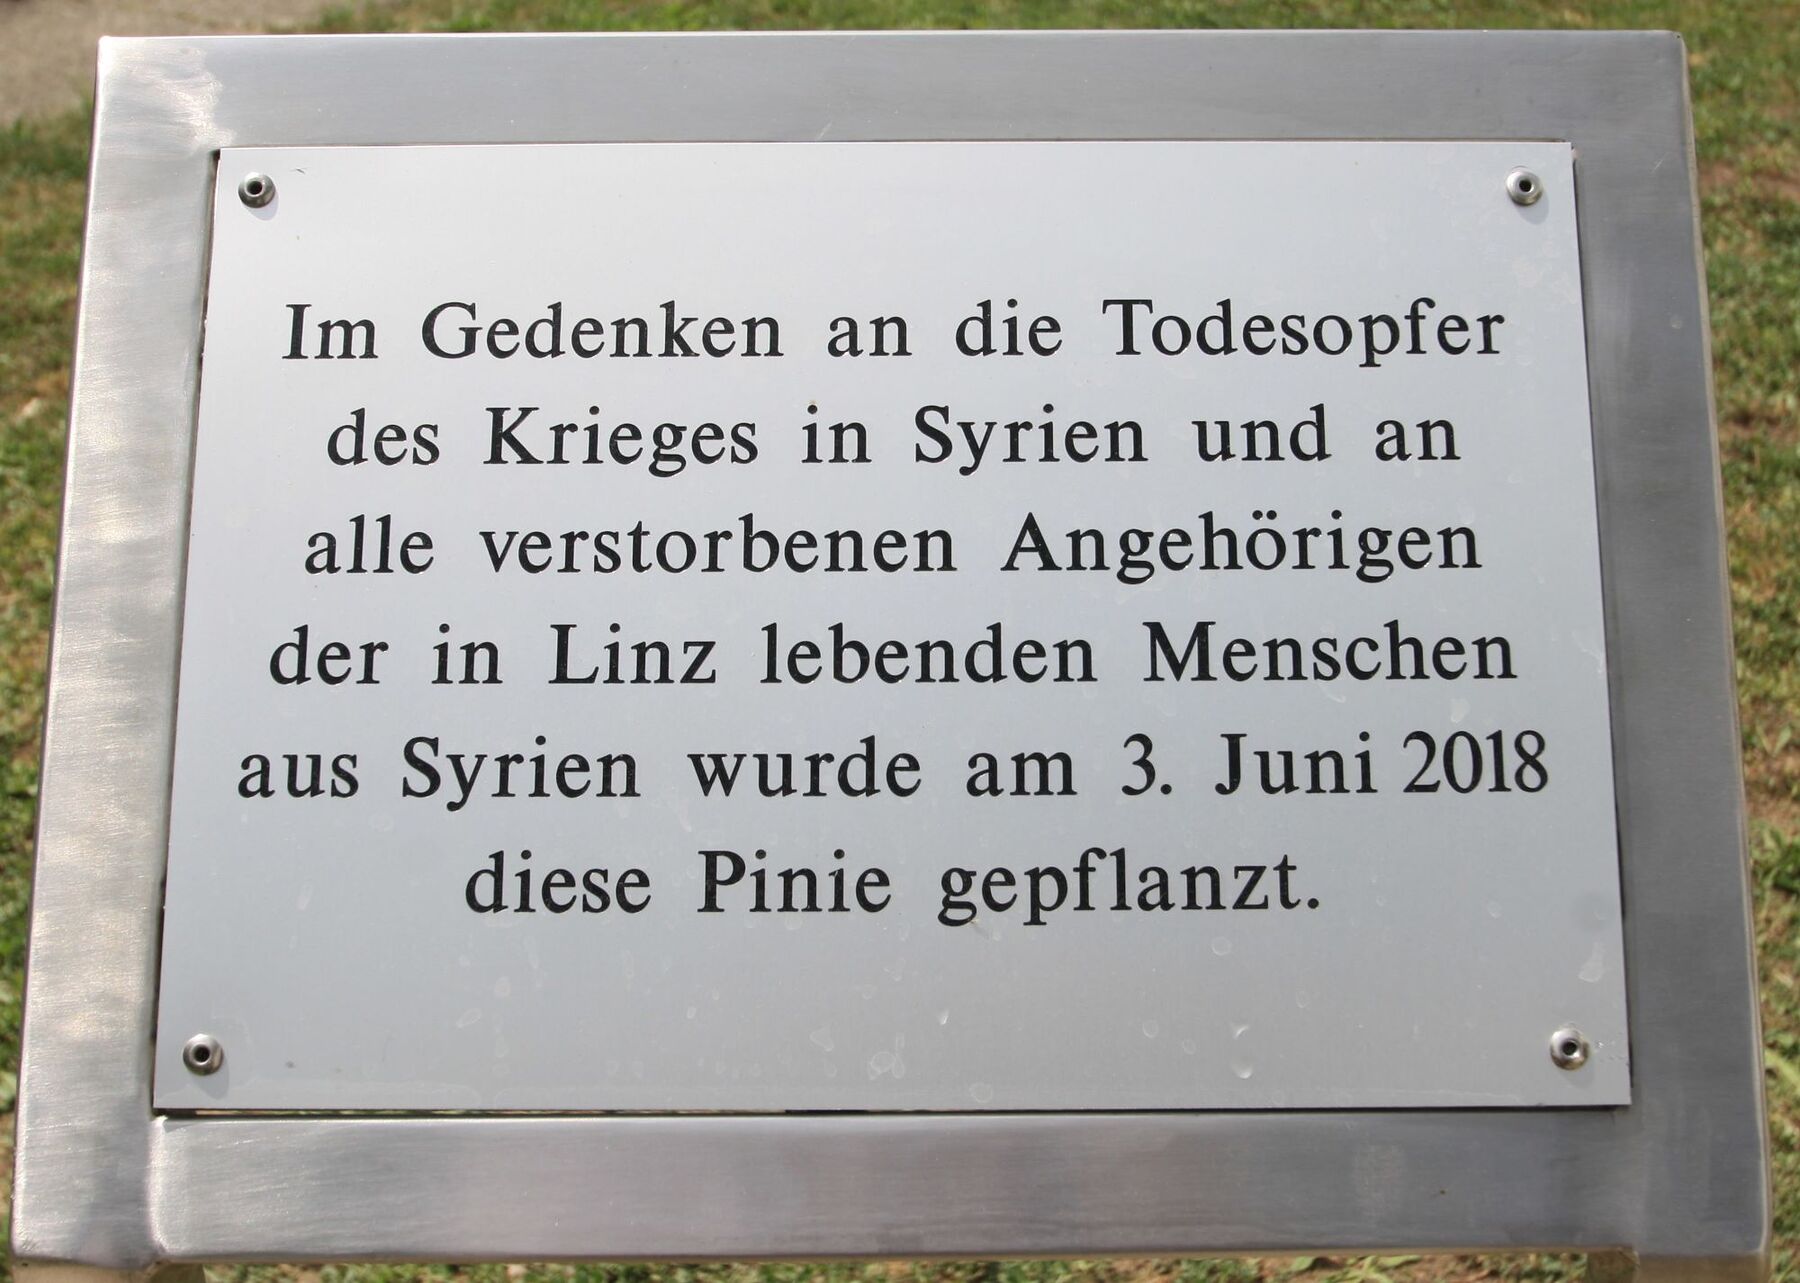 Im Gedenken an die Todesopfer
des Krieges in Syrien und an
alle verstorbenen Angehörigen
der in Linz lebenden Menschen
aus Syrien wurde am 3. Juni 2018
diese Pinie gepflanzt.